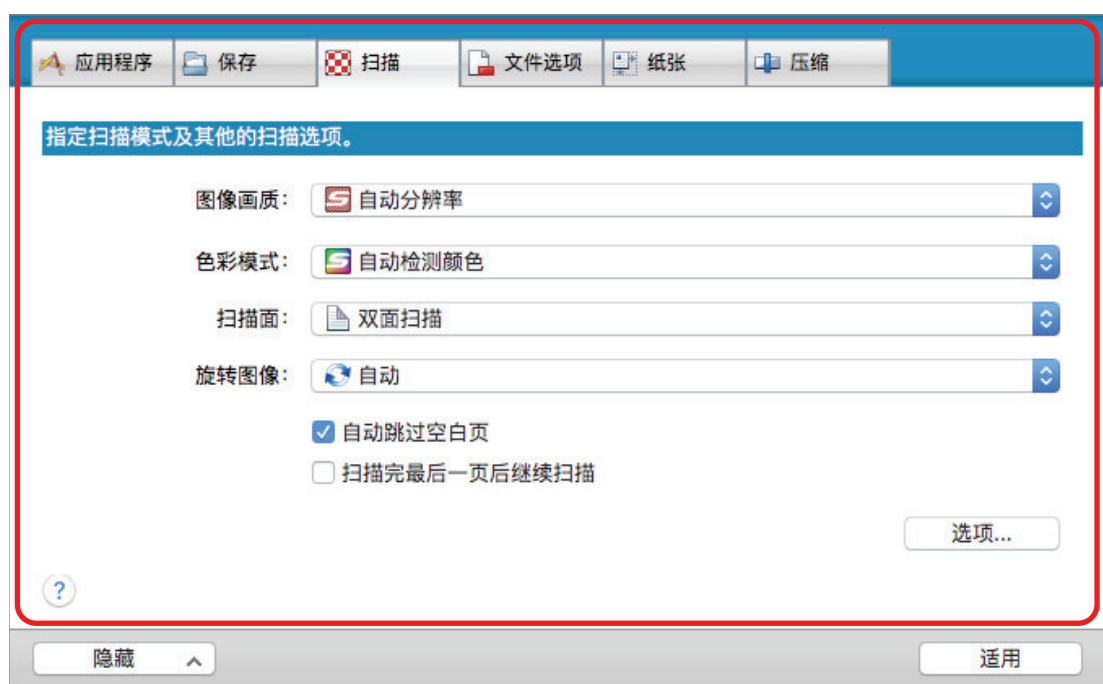 应用程序 保存 扫描 文件选项 纸张 压缩
指定扫描模式及其他的扫描选项。
图像画质: 自动分辨率
色彩模式: 自动检测颜色
扫描面: 双面扫描
旋转图像: 自动
自动跳过空白页
扫描完最后一页后继续扫描
选项...
?
隐藏 适用